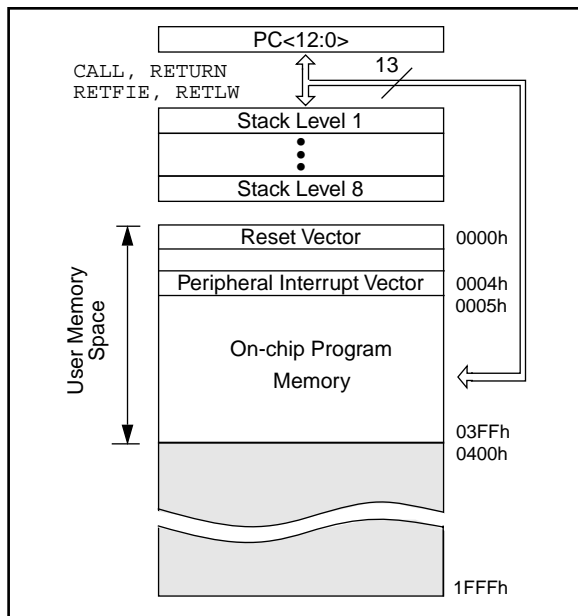 PC<12:0>
CALL, RETURN
RETFIE, RETLW
13
Stack Level 1
Stack Level 8
User Memory
Space
Reset Vector
0000h
Peripheral Interrupt Vector
0004h
0005h
On-chip Program
Memory
03FFh
0400h
1FFFh